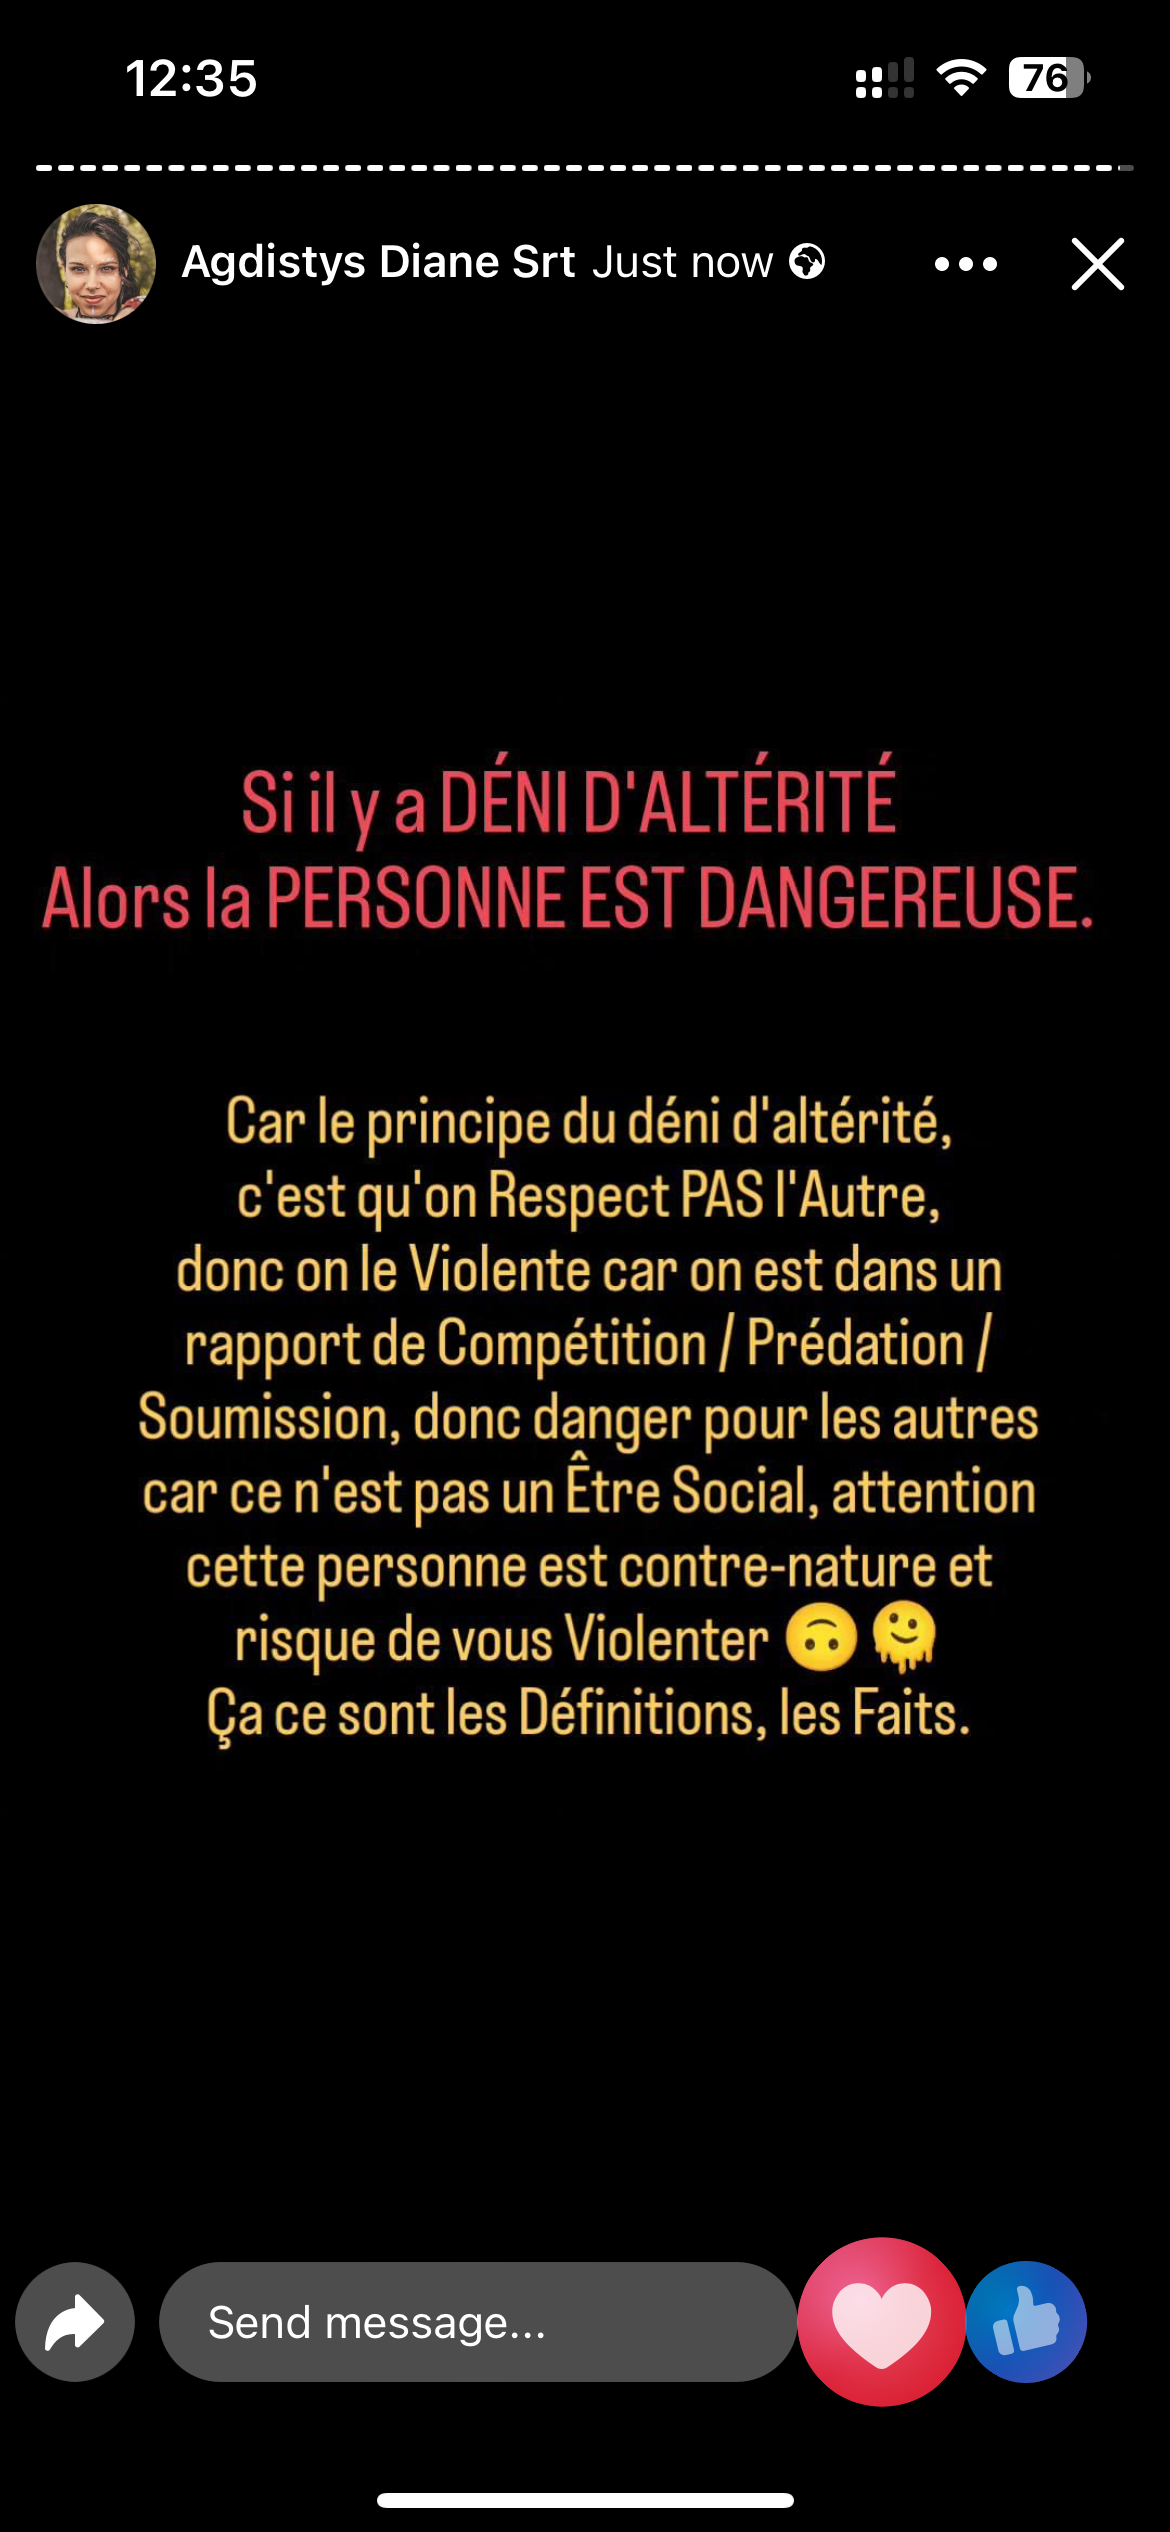 12:35
76
Agdistys Diane Srt Just now
Si il y a DÉNI D'ALTÉRITÉ
Alors la PERSONNE EST DANGEREUSE.
Car le principe du déni d'altérité,
c'est qu'on Respect PAS l'Autre,
donc on le Violente car on est dans un
rapport de Compétition / Prédation /
Soumission, donc danger pour les autres
car ce n'est pas un Être Social, attention
cette personne est contre-nature et
risque de vous Violenter 🙃🫠
Ça ce sont les Définitions, les Faits.
Send message...